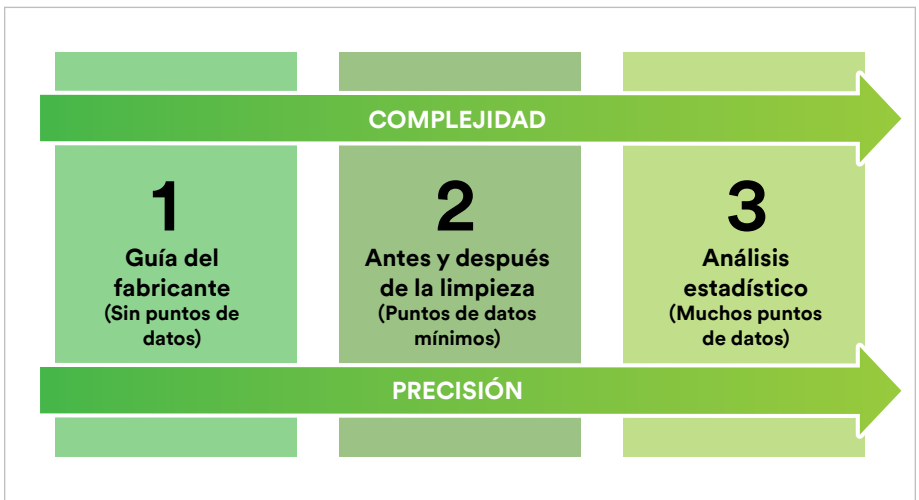 COMPLEJIDAD
1
Guía del
fabricante
(Sin puntos de
datos)
2
Antes y después
de la limpieza
(Puntos de datos
mínimos)
3
Análisis
estadístico
(Muchos puntos
de datos)
PRECISIÓN